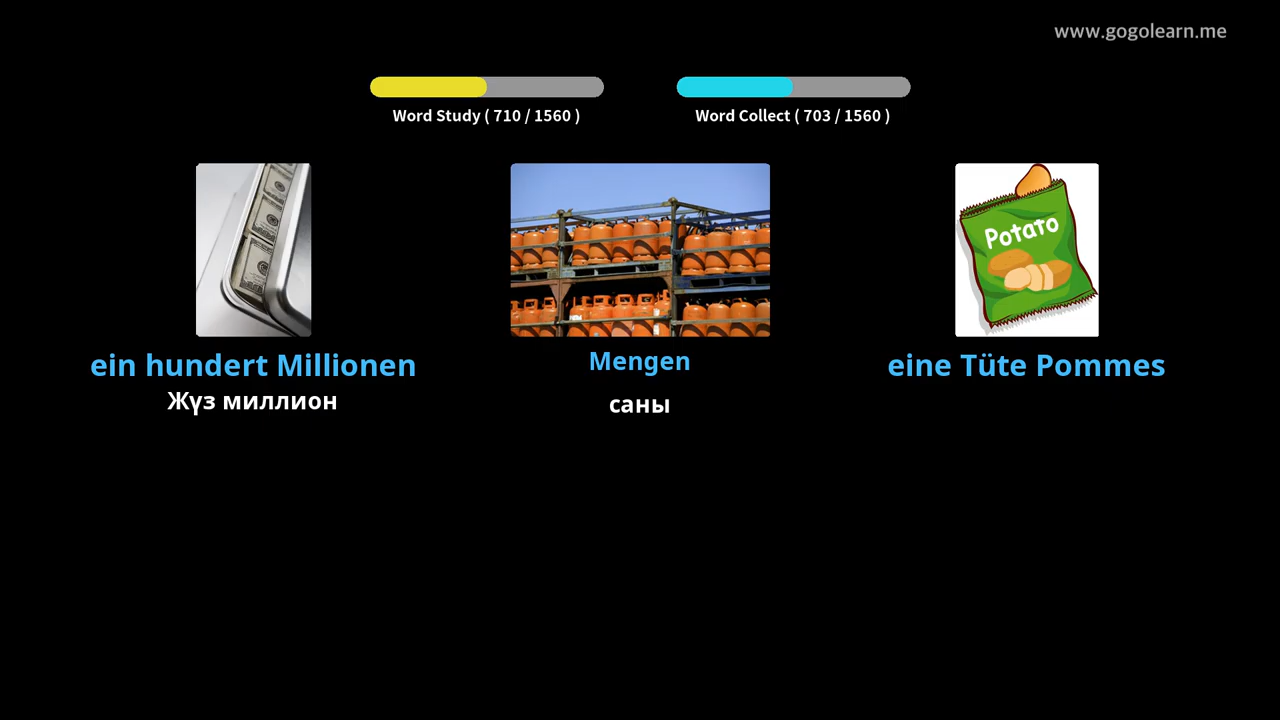 www.gogolearn.me
Word Study ( 710 / 1560 )
Word Collect ( 703 / 1560 )
Potato
ein hundert Millionen
Жүз миллион
Mengen
саны
eine Tüte Pommes